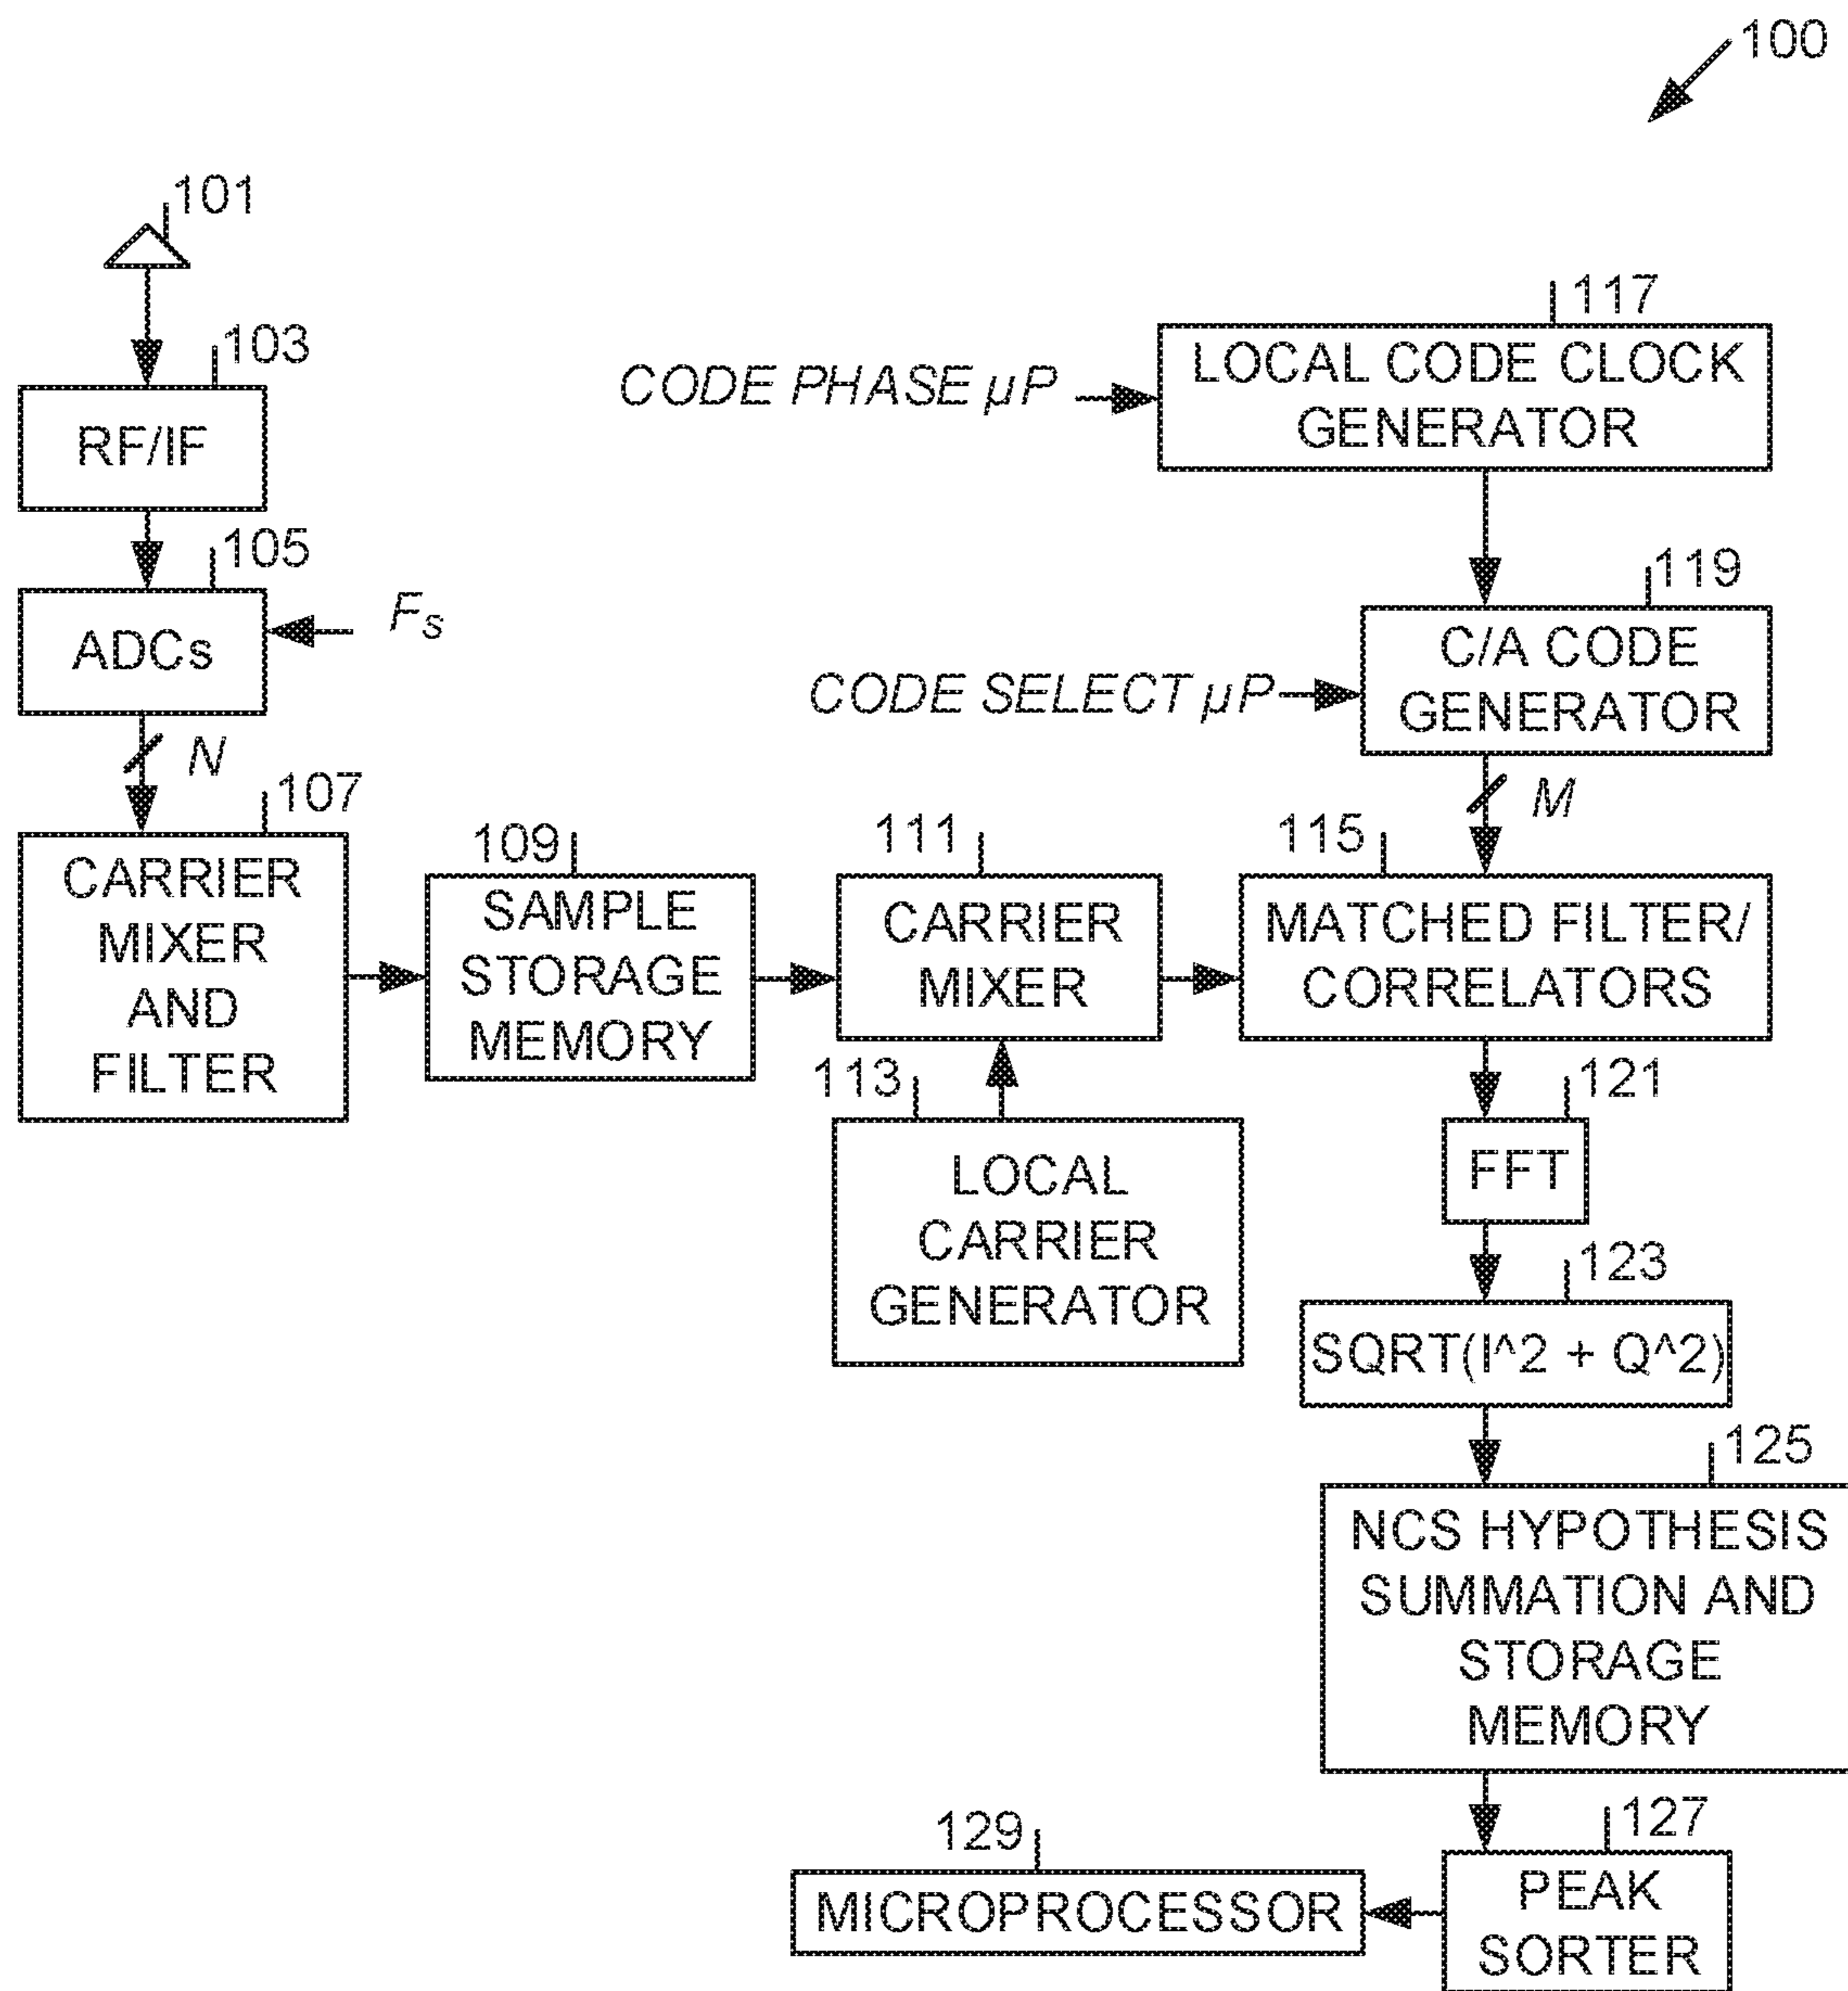 100
101
103
RF/IF
105
ADCs
Fs
N
107
CARRIER
MIXER
AND
FILTER
109
SAMPLE
STORAGE
MEMORY
111
CARRIER
MIXER
113
LOCAL
CARRIER
GENERATOR
117
CODE PHASE µP
LOCAL CODE CLOCK
GENERATOR
119
CODE SELECT µP
C/A CODE
GENERATOR
M
115
MATCHED FILTER/
CORRELATORS
121
FFT
123
SQRT(I^2 + Q^2)
125
NCS HYPOTHESIS
SUMMATION AND
STORAGE
MEMORY
127
PEAK
SORTER
129
MICROPROCESSOR